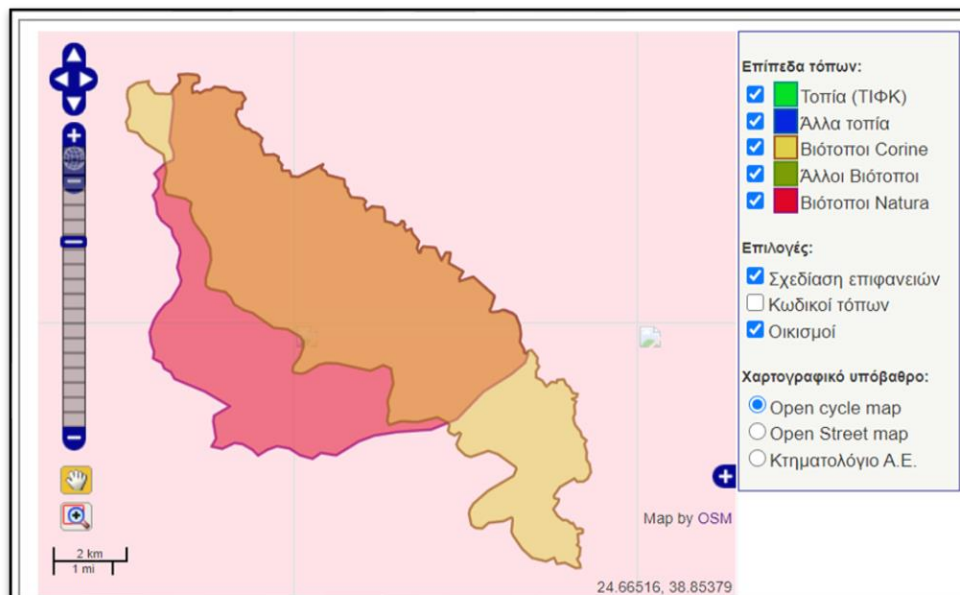 Επίπεδα τόπων:
Τοπία (ΤΙΦΚ)
Άλλα τοπία
Βιότοποι Corine
Άλλοι Βιότοποι
Βιότοποι Natura
Επιλογές:
Σχεδίαση επιφανειών
Κωδικοί τόπων
Οικισμοί
Χαρτογραφικό υπόβαθρο:
Open cycle map
Open Street map
Κτηματολόγιο Α.Ε.
Map by OSM
2 km
1 mi
24.66516, 38.85379